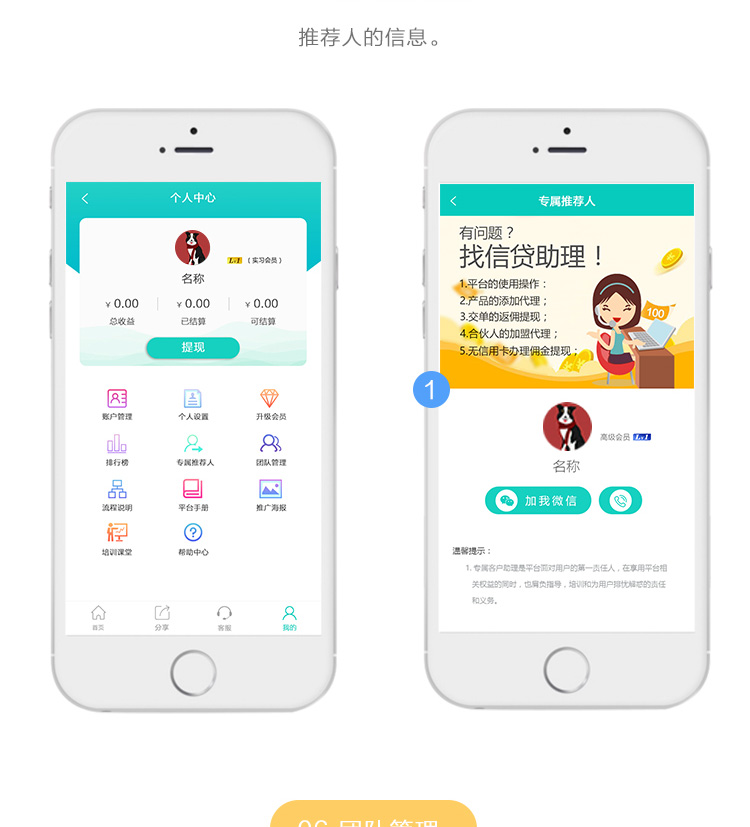 推荐人的信息。
个人中心
Lv1 ( 实习会员 )
名称
¥ 0.00 ¥ 0.00 ¥ 0.00
总收益 已结算 可结算
提现
账户管理 个人设置 升级会员
排行榜 专属推荐人 团队管理
流程说明 平台手册 推广海报
培训课堂 帮助中心
首页 分享 客服 我的
专属推荐人
有问题？
找信贷助理！
1.平台的使用操作；
2.产品的添加代理；
3.交单的返佣提现；
4.合伙人的加盟代理；
5.无信用卡办理佣金提现；
100
1
高级会员 Lv1
名称
加我微信
温馨提示：
1. 专属客户助理是平台回对用户的第一责任人，在享用平台相
关权益的同时，也肩负指导，培训和为用户排忧解惑的责任
和义务。
06 团队管理